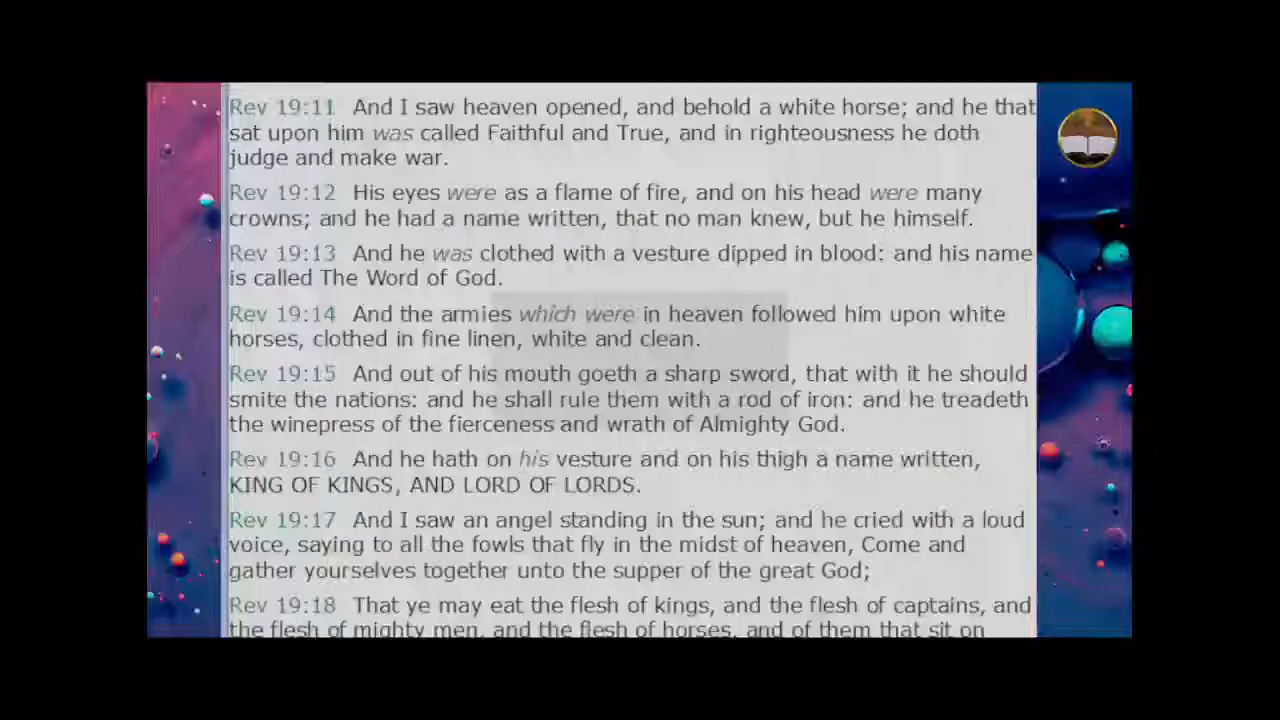 Rev 19:11 And I saw heaven opened, and behold a white horse; and he that
sat upon him was called Faithful and True, and in righteousness he doth
judge and make war.
Rev 19:12 His eyes were as a flame of fire, and on his head were many
crowns; and he had a name written, that no man knew, but he himself.
Rev 19:13 And he was clothed with a vesture dipped in blood: and his name
is called The Word of God.
Rev 19:14 And the armies which were in heaven followed him upon white
horses, clothed in fine linen, white and clean.
Rev 19:15 And out of his mouth goeth a sharp sword, that with it he should
smite the nations: and he shall rule them with a rod of iron: and he treadeth
the winepress of the fierceness and wrath of Almighty God.
Rev 19:16 And he hath on his vesture and on his thigh a name written,
KING OF KINGS, AND LORD OF LORDS.
Rev 19:17 And I saw an angel standing in the sun; and he cried with a loud
voice, saying to all the fowls that fly in the midst of heaven, Come and
gather yourselves together unto the supper of the great God;
Rev 19:18 That ye may eat the flesh of kings, and the flesh of captains, and
the flesh of mighty men, and the flesh of horses, and of them that sit on